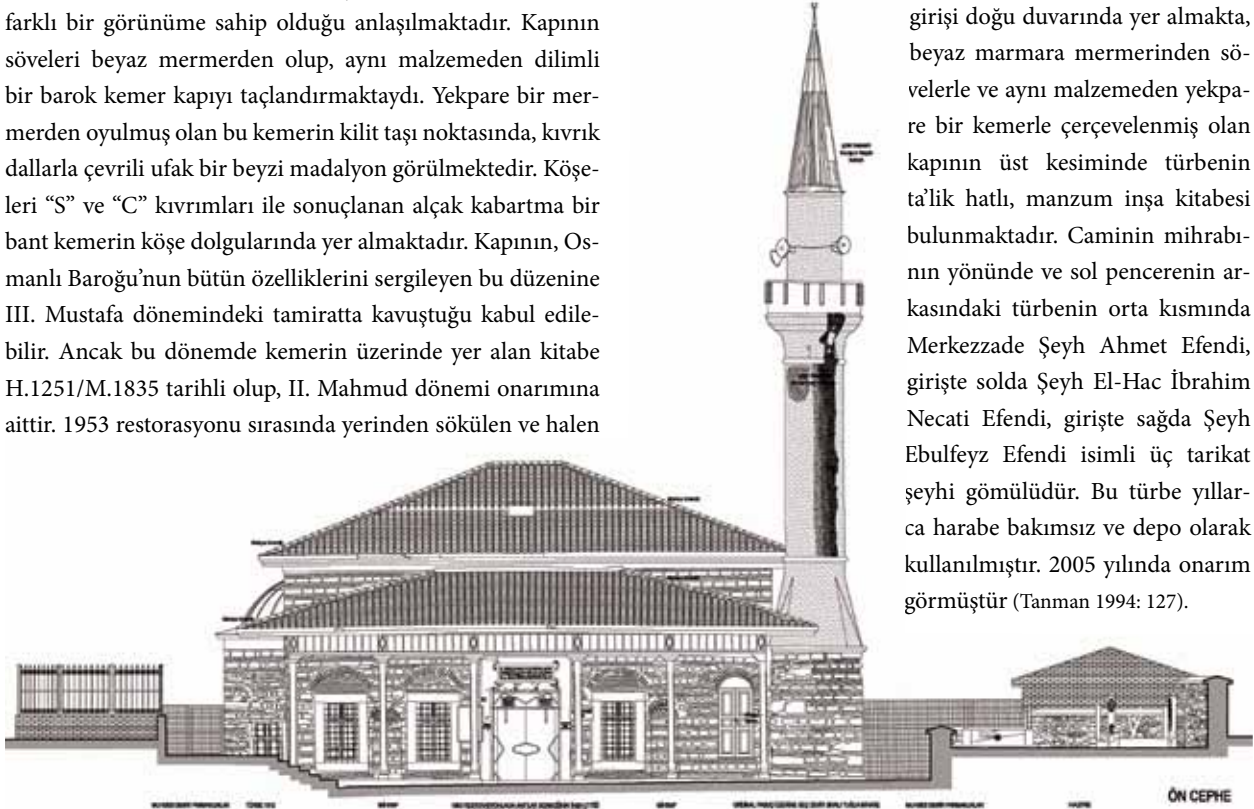 farklı bir görünüme sahip olduğu anlaşılmaktadır. Kapının
söveleri beyaz mermerden olup, aynı malzemeden dilimli
bir barok kemer kapıyı taçlandırmaktaydı. Yekpare bir mer-
merden oyulmuş olan bu kemerin kilit taşı noktasında, kıvrık
dallarla çevrili ufak bir beyzi madalyon görülmektedir. Köşe-
leri “S” ve “C” kıvrımları ile sonuçlanan alçak kabartma bir
bant kemerin köşe dolgularında yer almaktadır. Kapının, Os-
manlı Baroğu’nun bütün özelliklerini sergileyen bu düzenine
III. Mustafa dönemindeki tamiratta kavuştuğu kabul edile-
bilir. Ancak bu dönemde kemerin üzerinde yer alan kitabe
H.1251/M.1835 tarihli olup, II. Mahmud dönemi onarımına
aittir. 1953 restorasyonu sırasında yerinden sökülen ve halen
girişi doğu duvarında yer almakta,
beyaz marmara mermerinden sö-
velerle ve aynı malzemeden yekpa-
re bir kemerle çerçevelenmiş olan
kapının üst kesiminde türbenin
ta’lik hatlı, manzum inşa kitabesi
bulunmaktadır. Caminin mihrabı-
nın yönünde ve sol pencerenin ar-
kasındaki türbenin orta kısmında
Merkezzade Şeyh Ahmet Efendi,
girişte solda Şeyh El-Hac İbrahim
Necati Efendi, girişte sağda Şeyh
Ebulfeyz Efendi isimli üç tarikat
şeyhi gömülüdür. Bu türbe yıllar-
ca harabe bakımsız ve depo olarak
kullanılmıştır. 2005 yılında onarım
görmüştür (Tanman 1994: 127).
ÖN CEPHE